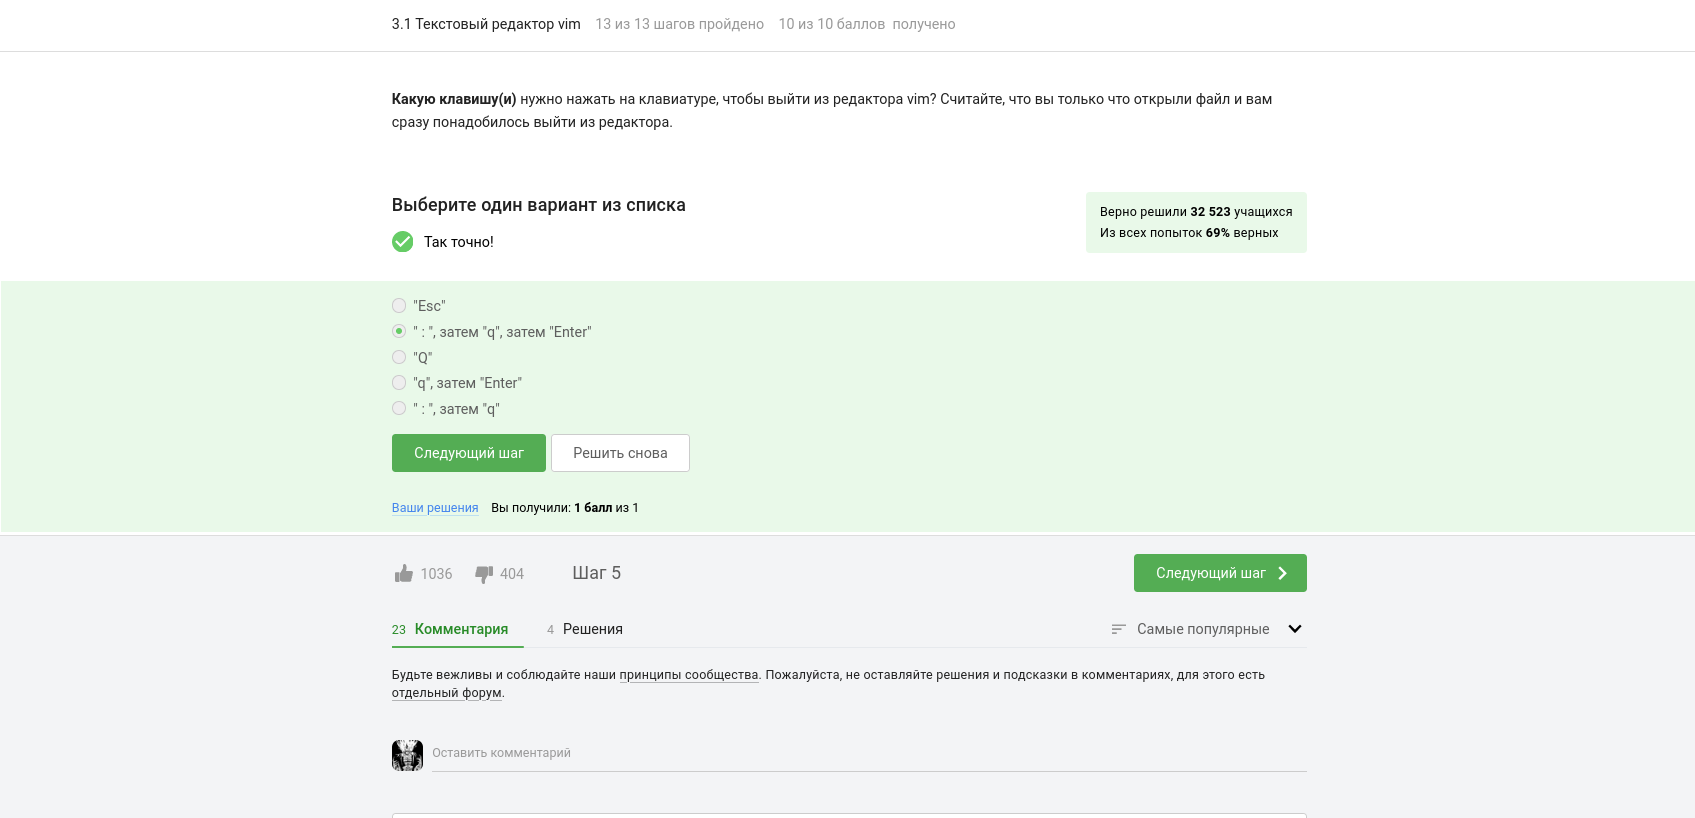 3.1 Текстовый редактор vim 13 из 13 шагов пройдено 10 из 10 баллов получено
Какую клавишу(и) нужно нажать на клавиатуре, чтобы выйти из редактора vim? Считайте, что вы только что открыли файл и вам
сразу понадобилось выйти из редактора.
Выберите один вариант из списка
Так точно!
Верно решили 32 523 учащихся
Из всех попыток 69% верных
"Esc"
" : ", затем "q", затем "Enter"
"Q"
"q", затем "Enter"
" : ", затем "q"
Следующий шаг Решить снова
Ваши решения Вы получили: 1 балл из 1
1036 404 Шаг 5 Следующий шаг
23 Комментария 4 Решения Самые популярные
Будьте вежливы и соблюдайте наши принципы сообщества. Пожалуйста, не оставляйте решения и подсказки в комментариях, для этого есть
отдельный форум.
Оставить комментарий